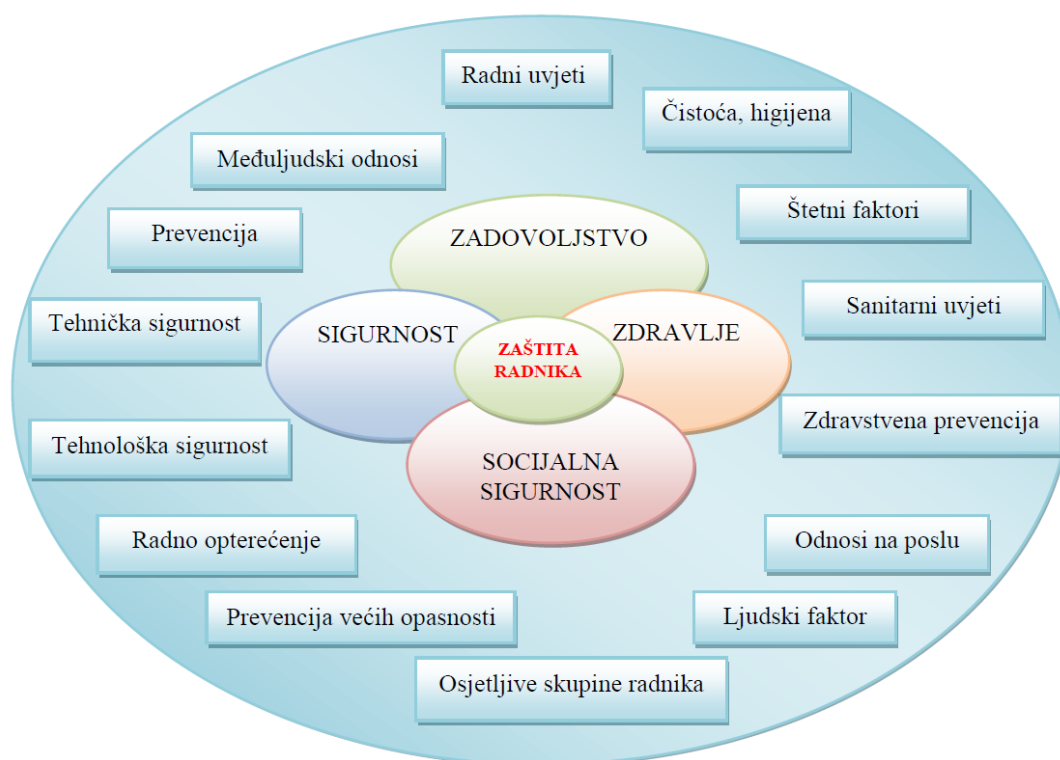 Radni uvjeti
Čistoća, higijena
Međuljudski odnosi
Štetni faktori
Prevencija
ZADOVOLJSTVO
Sanitarni uvjeti
Tehnička sigurnost
SIGURNOST
ZDRAVLJE
ZAŠTITA
RADNIKA
Zdravstvena prevencija
Tehnološka sigurnost
SOCIJALNA
SIGURNOST
Radno opterećenje
Odnosi na poslu
Prevencija većih opasnosti
Ljudski faktor
Osjetljive skupine radnika